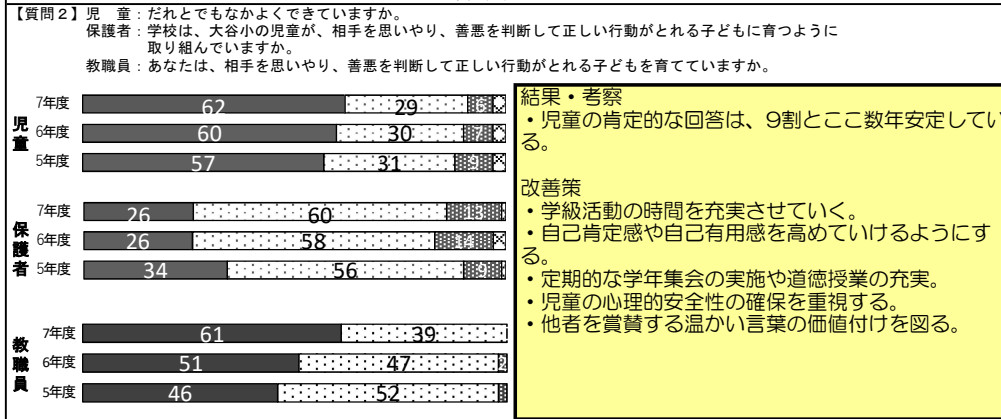 【質問２】児　童：だれとでもなかよくできていますか。
保護者：学校は、大谷小の児童が、相手を思いやり、善悪を判断して正しい行動がとれる子どもに育つように
取り組んでいますか。
教職員：あなたは、相手を思いやり、善悪を判断して正しい行動がとれる子どもを育てていますか。
児童
7年度 62 29 6
6年度 60 30 7
5年度 57 31 9
保護者
7年度 26 60 13
6年度 26 58 14
5年度 34 56 9
教職員
7年度 61 39
6年度 51 47 2
5年度 46 52
結果・考察
・児童の肯定的な回答は、9割とここ数年安定してい
る。
改善策
・学級活動の時間を充実させていく。
・自己肯定感や自己有用感を高めていけるようにす
る。
・定期的な学年集会の実施や道徳授業の充実。
・児童の心理的安全性の確保を重視する。
・他者を賞賛する温かい言葉の価値付けを図る。